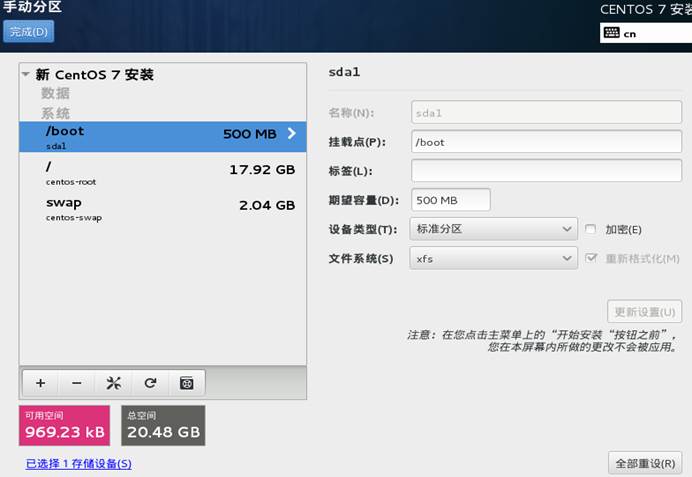 手动分区
CENTOS 7 安装
完成(D)
cn
新 CentOS 7 安装
数据
系统
/boot
500 MB
sda1
/
17.92 GB
centos-root
swap
2.04 GB
centos-swap
可用空间
969.23 kB
总空间
20.48 GB
已选择 1 存储设备(S)
sda1
名称(N):
sda1
挂载点(P):
/boot
标签(L):
期望容量(D):
500 MB
设备类型(T):
标准分区
加密(E)
文件系统(S)
xfs
重新格式化(M)
更新设置(U)
注意：在您点击主菜单上的“开始安装“按钮之前”，
您在本屏幕内所做的更改不会被应用。
全部重设(R)